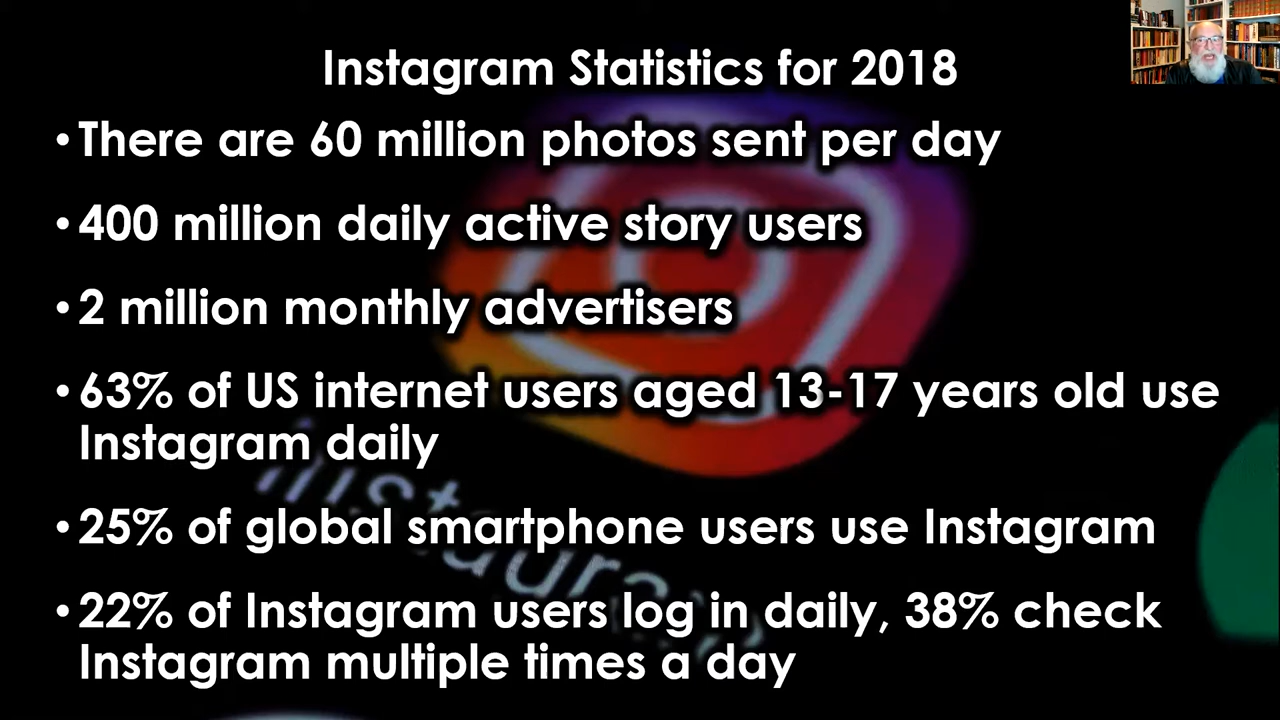 Instagram Statistics for 2018
• There are 60 million photos sent per day
• 400 million daily active story users
• 2 million monthly advertisers
• 63% of US internet users aged 13-17 years old use
Instagram daily
• 25% of global smartphone users use Instagram
• 22% of Instagram users log in daily, 38% check
Instagram multiple times a day
Instagram